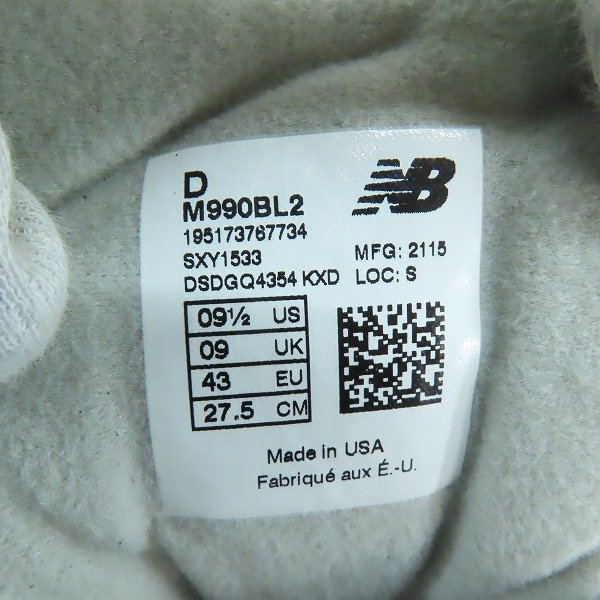 D
M990BL2
NB
195173767734
SXY1533 MFG: 2115
DSDGQ4354 KXD LOC: S
09½ US
09 UK
43 EU
27.5 CM
Made in USA
Fabriqué aux É.-U.